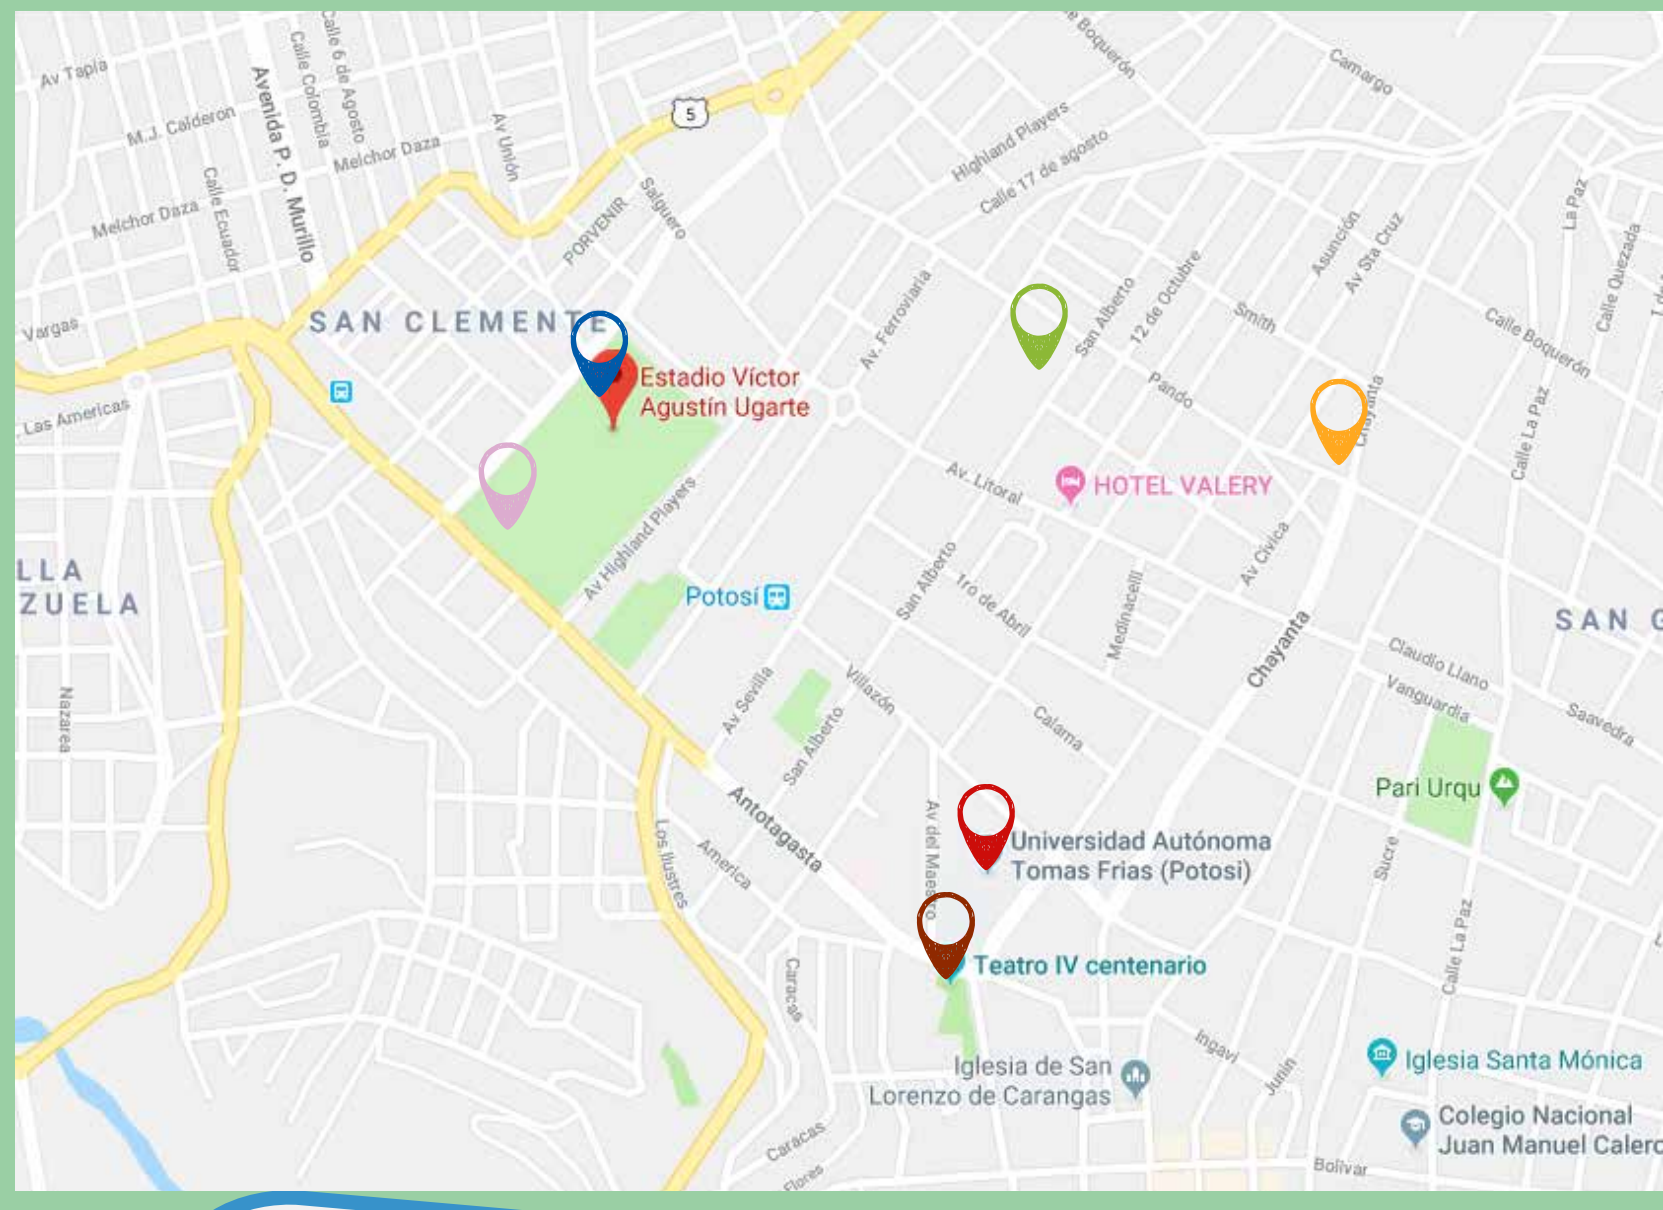 Av Tapia
M.J. Calderon
Avenida P. D. Murillo
Calle Colombia
Calle 6 de Agosto
Melchor Daza
Av Unión
Calle Ecuador
Melchor Daza
Vargas
Las Americas
5
PORVENIR
Salguero
Boquerón
Camargo
Highland Players
Calle 17 de agosto
La Paz
Calle Quezada
1 de
Asunción
Av Sta Cruz
12 de Octubre
San Alberto
Smith
Calle Boquerón
Av. Ferroviaria
SAN CLEMENTE
Estadio Víctor
Agustín Ugarte
Pando
Chayanta
Calle La Paz
Av. Litoral
HOTEL VALERY
Av Highland Players
Av Civica
LLA
ZUELA
Potosí
San Alberto
1ro de Abril
Medinacelli
Chayanta
SAN G
Claudio Llano
Vanguardia
Saavedra
Nazarea
Av Sevilla
Villazón
San Alberto
Calama
Pari Urqu
Antofagasta
America
Los Ilustres
Av del Maestro
Universidad Autónoma
Tomas Frias (Potosi)
Sucre
Calle La Paz
Teatro IV centenario
Caracas
Iglesia de San
Lorenzo de Carangas
Ingavi
Junin
Iglesia Santa Mónica
Colegio Nacional
Juan Manuel Calero
Caracas
Flores
Bolivar